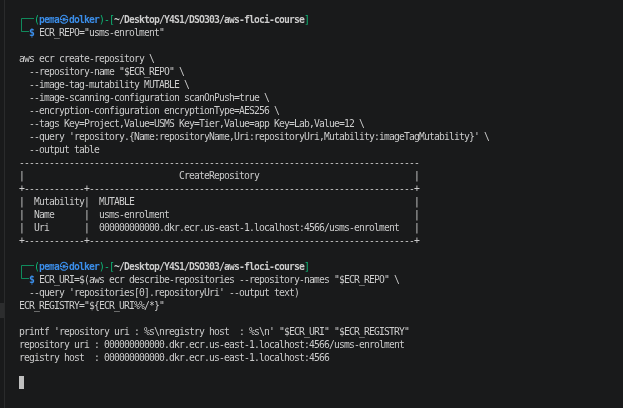 ┌──(pema㉿dolker)-[~/Desktop/Y4S1/DSO303/aws-floci-course]
└─$ ECR_REPO="usms-enrolment"
aws ecr create-repository \
  --repository-name "$ECR_REPO" \
  --image-tag-mutability MUTABLE \
  --image-scanning-configuration scanOnPush=true \
  --encryption-configuration encryptionType=AES256 \
  --tags Key=Project,Value=USMS Key=Tier,Value=app Key=Lab,Value=12 \
  --query 'repository.{Name:repositoryName,Uri:repositoryUri,Mutability:imageTagMutability}' \
  --output table
--------------------------------------------------------------------------------
|                               CreateRepository                               |
+------------+-----------------------------------------------------------------+
|  Mutability|  MUTABLE                                                        |
|  Name      |  usms-enrolment                                                 |
|  Uri       |  000000000000.dkr.ecr.us-east-1.localhost:4566/usms-enrolment   |
+------------+-----------------------------------------------------------------+
┌──(pema㉿dolker)-[~/Desktop/Y4S1/DSO303/aws-floci-course]
└─$ ECR_URI=$(aws ecr describe-repositories --repository-names "$ECR_REPO" \
  --query 'repositories[0].repositoryUri' --output text)
ECR_REGISTRY="${ECR_URI%%/*}"
printf 'repository uri : %s\nregistry host  : %s\n' "$ECR_URI" "$ECR_REGISTRY"
repository uri : 000000000000.dkr.ecr.us-east-1.localhost:4566/usms-enrolment
registry host  : 000000000000.dkr.ecr.us-east-1.localhost:4566